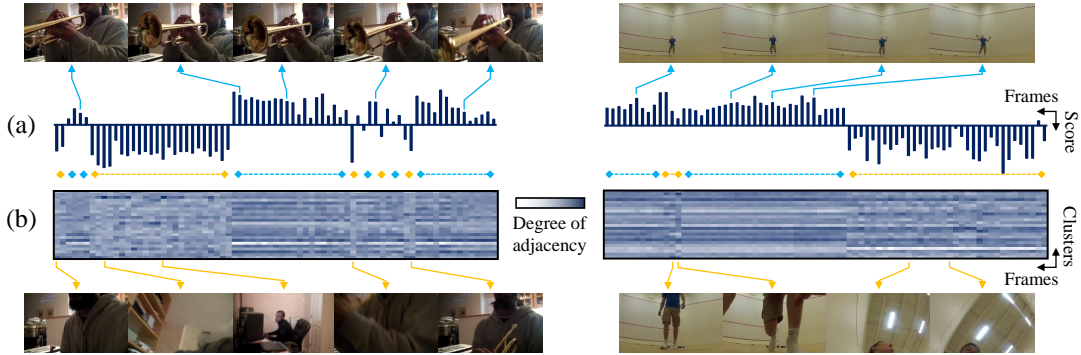 (a)
Frames
Score
(b)
Degree of
adjacency
Clusters
Frames